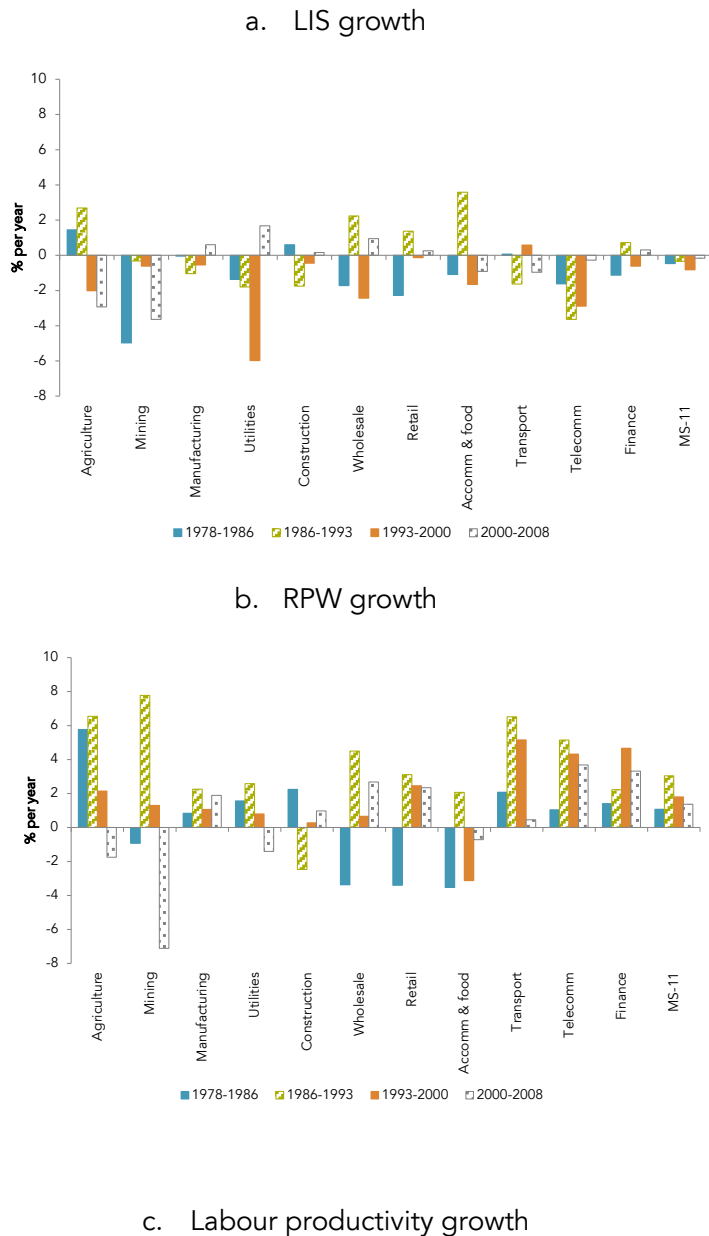 a. LIS growth
10
8
6
4
2
0
-2
-4
-6
-8
% per year
Agriculture
Mining
Manufacturing
Utilities
Construction
Wholesale
Retail
Accomm & food
Transport
Telecomm
Finance
MS-11
1978-1986 1986-1993 1993-2000 2000-2008
b. RPW growth
10
8
6
4
2
0
-2
-4
-6
-8
% per year
Agriculture
Mining
Manufacturing
Utilities
Construction
Wholesale
Retail
Accomm & food
Transport
Telecomm
Finance
MS-11
1978-1986 1986-1993 1993-2000 2000-2008
c. Labour productivity growth